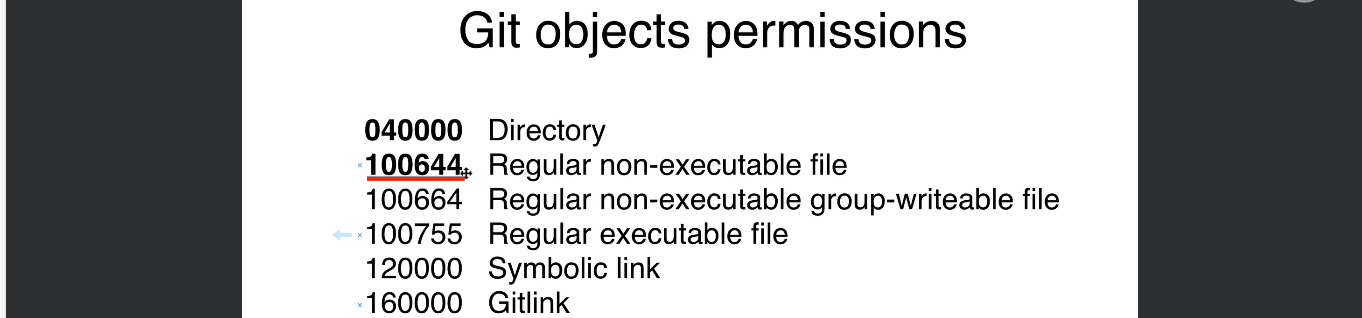 Git objects permissions
040000 Directory
100644 Regular non-executable file
100664 Regular non-executable group-writeable file
100755 Regular executable file
120000 Symbolic link
160000 Gitlink